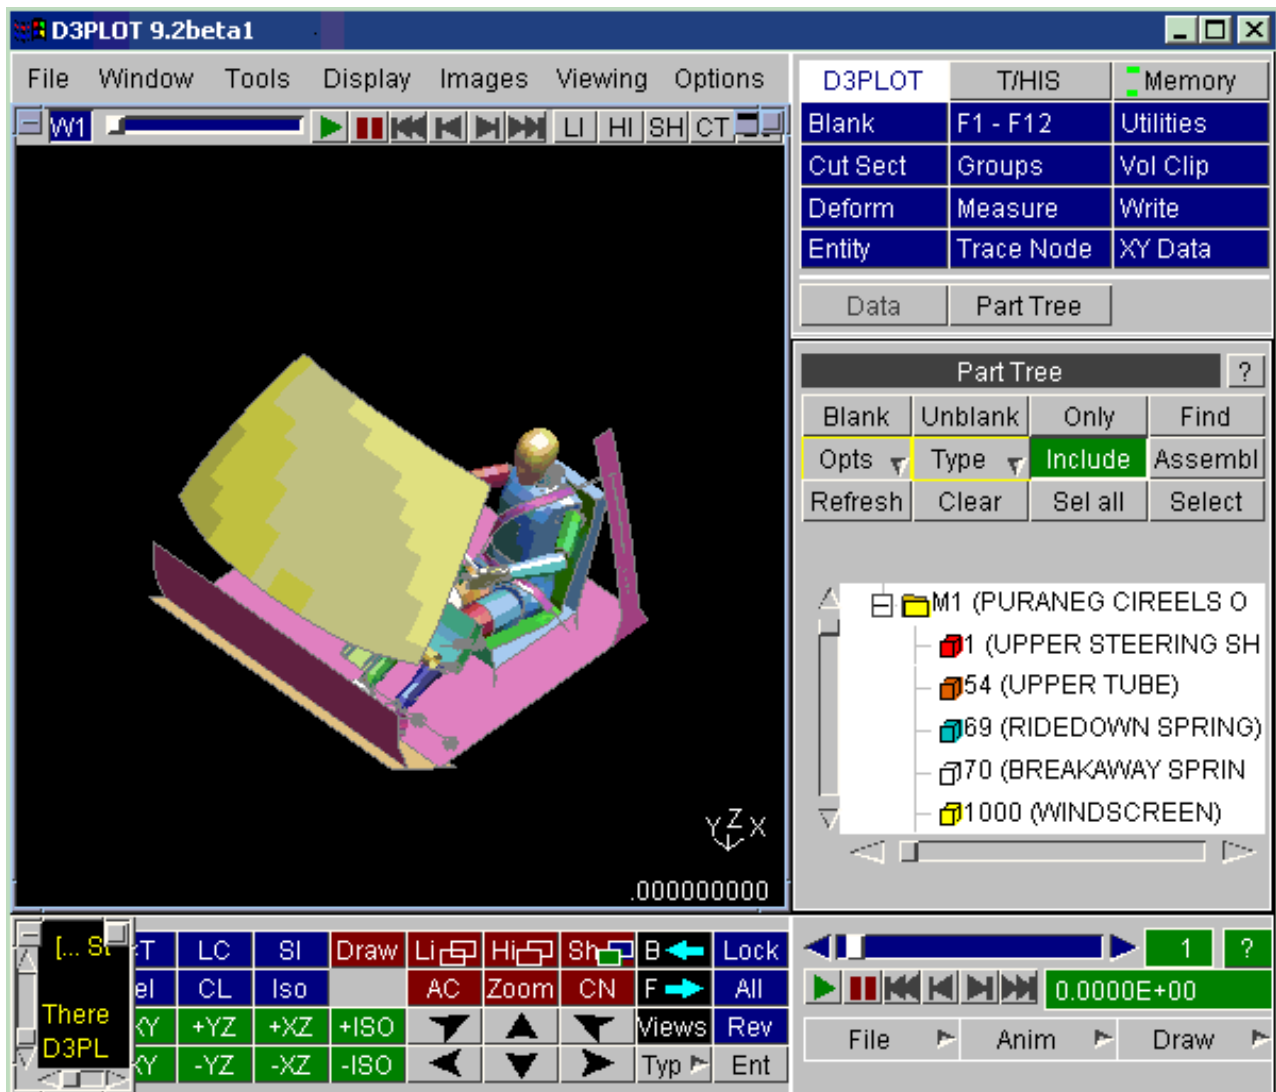 D3PLOT 9.2beta1
File Window Tools Display Images Viewing Options
W1 LI HI SH CT
D3PLOT T/HIS Memory
Blank F1 - F12 Utilities
Cut Sect Groups Vol Clip
Deform Measure Write
Entity Trace Node XY Data
Data Part Tree
Part Tree ?
Blank Unblank Only Find
Opts Type Include Assembl
Refresh Clear Sel all Select
M1 (PURANEG CIREELS O
1 (UPPER STEERING SH
54 (UPPER TUBE)
69 (RIDEDOWN SPRING)
70 (BREAKAWAY SPRIN
1000 (WINDSCREEN)
Y Z X
.000000000
[... St
There
D3PL
T LC SI Draw Li Hi Sh B Lock
el CL Iso AC Zoom CN F All
XY +YZ +XZ +ISO Views Rev
XY -YZ -XZ -ISO Typ Ent
1 ?
0.0000E+00
File Anim Draw